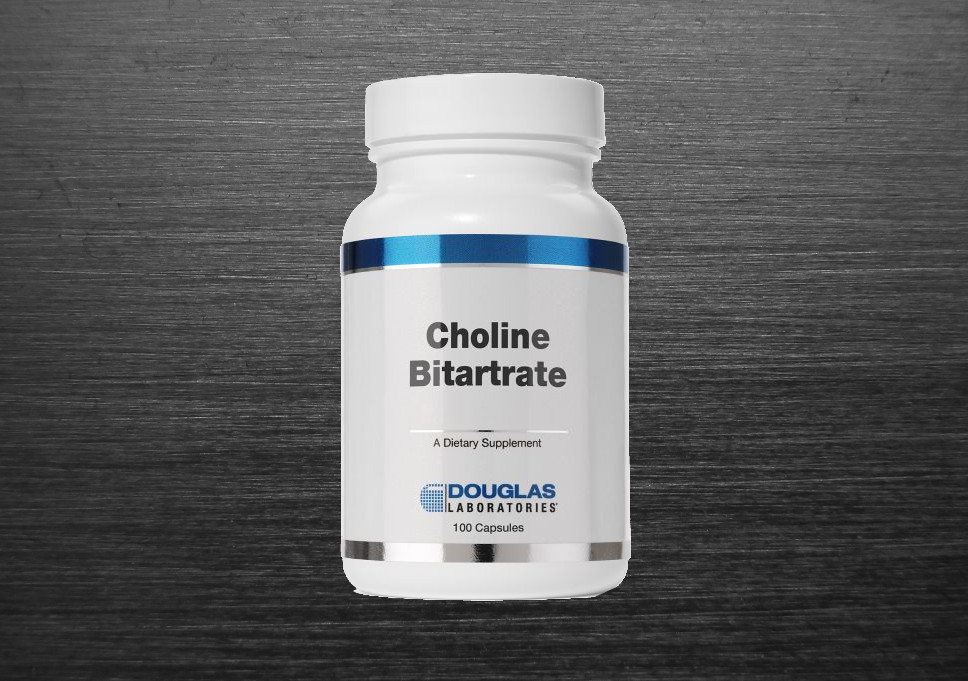 Choline
Bitartrate
A Dietary Supplement
DOUGLAS
LABORATORIES®
100 Capsules